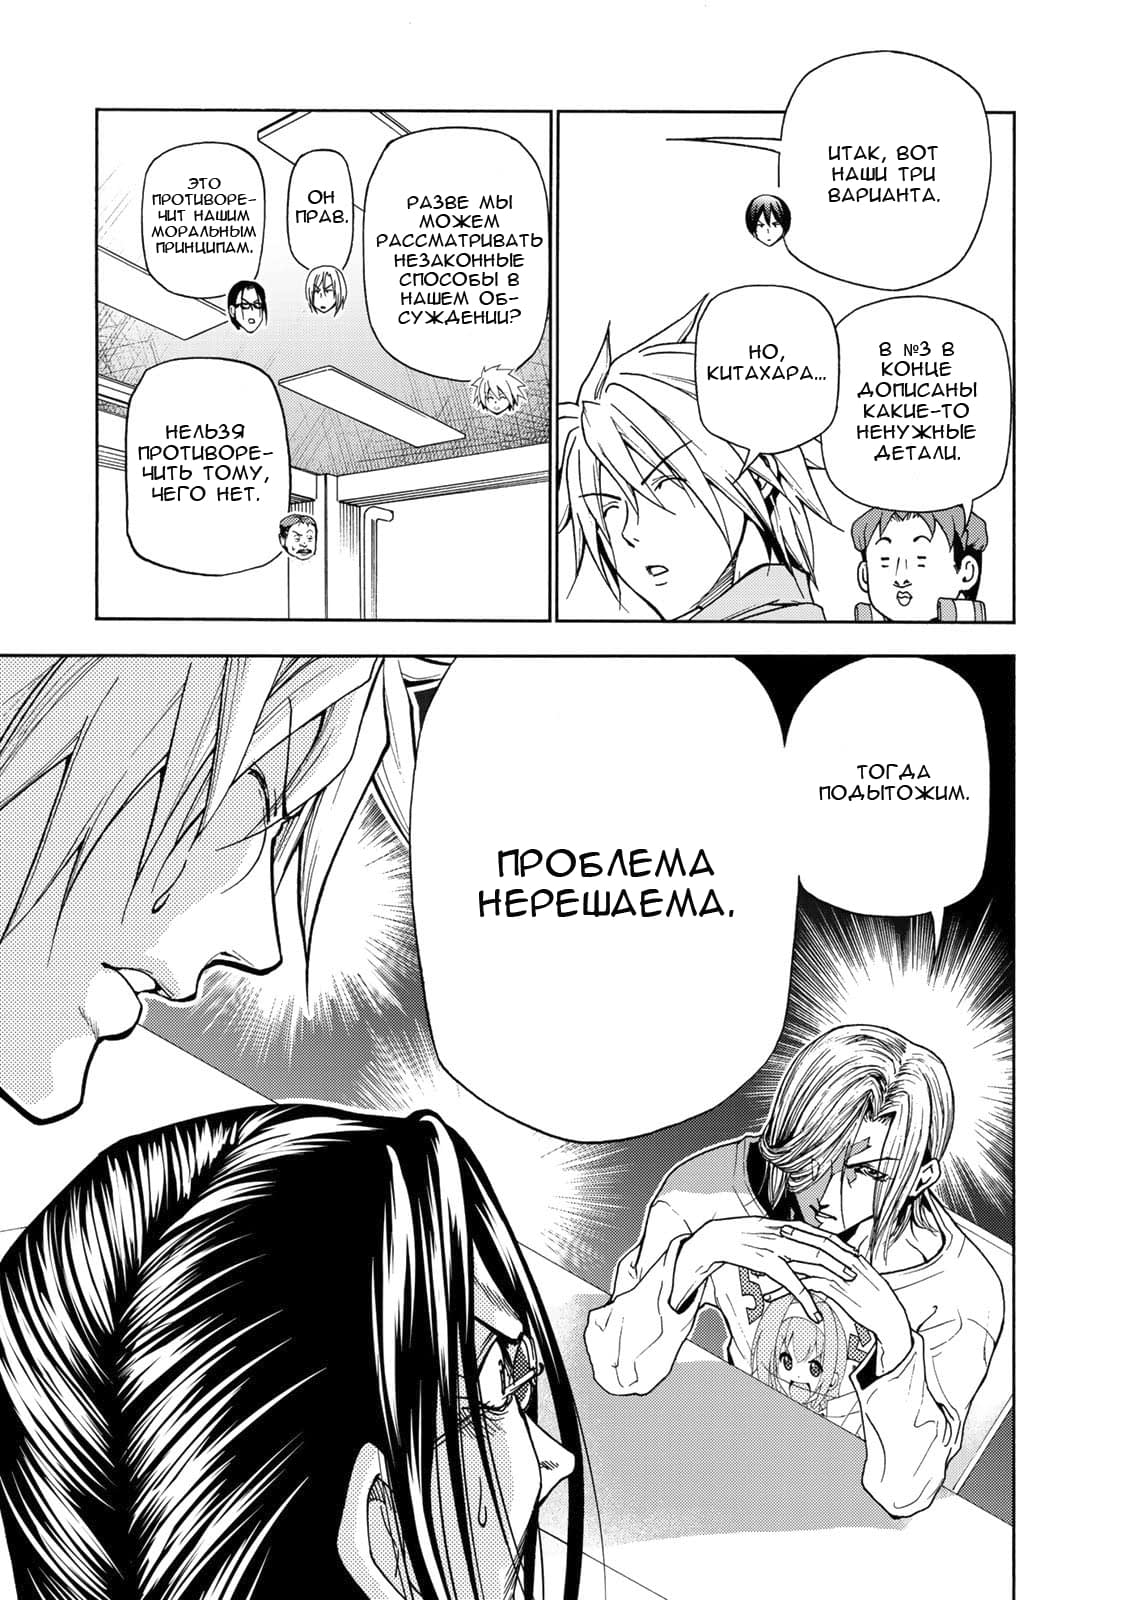 ИТАК, ВОТ
НАШИ ТРИ
ВАРИАНТА.
В №3 В
КОНЦЕ
ДОПИСАНЫ
КАКИЕ-ТО
НЕНУЖНЫЕ
ДЕТАЛИ.
НО,
КИТАХАРА...
РАЗВЕ МЫ
МОЖЕМ
РАССМАТРИВАТЬ
НЕЗАКОННЫЕ
СПОСОБЫ В
НАШЕМ ОБ-
СУЖДЕНИИ?
ОН
ПРАВ.
ЭТО
ПРОТИВОРЕ-
ЧИТ НАШИМ
МОРАЛЬНЫМ
ПРИНЦИПАМ.
НЕЛЬЗЯ
ПРОТИВОРЕ-
ЧИТЬ ТОМУ,
ЧЕГО НЕТ.
ТОГДА
ПОДЫТОЖИМ.
ПРОБЛЕМА
НЕРЕШАЕМА.